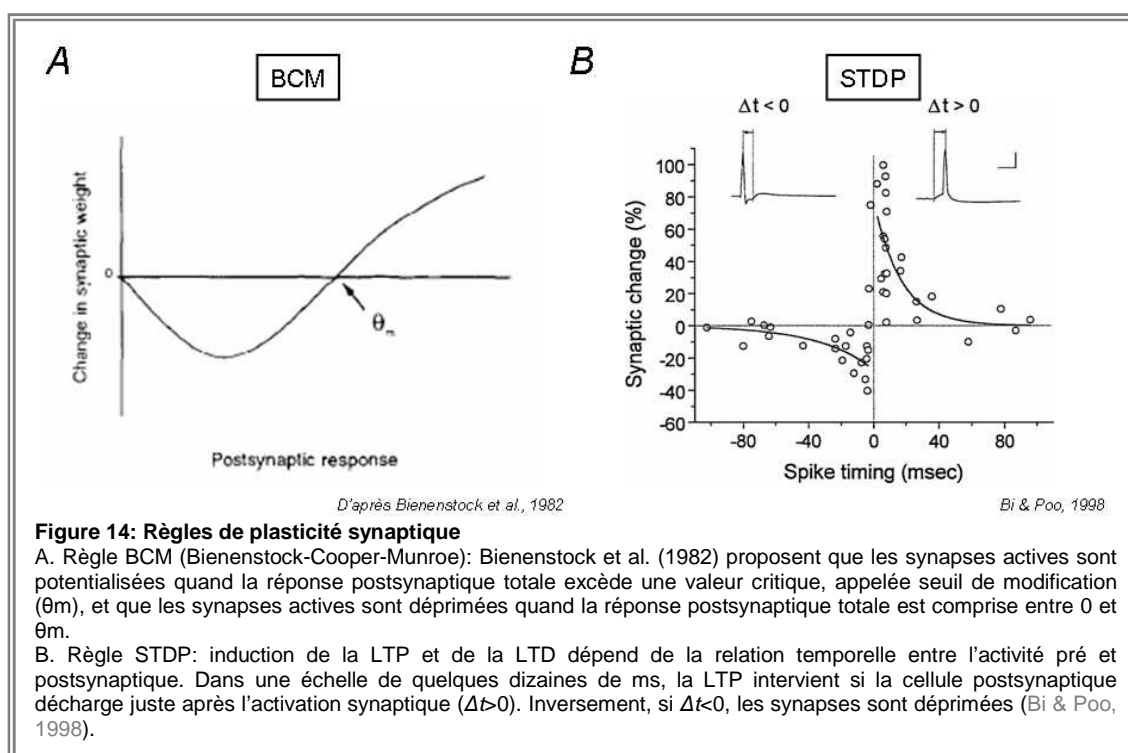 A
BCM
Change in synaptic weight
0
θm
Postsynaptic response
D'après Bienenstock et al., 1982
B
STDP
Δt < 0
Δt > 0
Synaptic change (%)
100
80
60
40
20
0
-20
-40
-60
-80
-40
0
40
80
Spike timing (msec)
Bi & Poo, 1998
Figure 14: Règles de plasticité synaptique
A. Règle BCM (Bienenstock-Cooper-Munroe): Bienenstock et al. (1982) proposent que les synapses actives sont
potentialisées quand la réponse postsynaptique totale excède une valeur critique, appelée seuil de modification
(θm), et que les synapses actives sont déprimées quand la réponse postsynaptique totale est comprise entre 0 et
θm.
B. Règle STDP: induction de la LTP et de la LTD dépend de la relation temporelle entre l'activité pré et
postsynaptique. Dans une échelle de quelques dizaines de ms, la LTP intervient si la cellule postsynaptique
décharge juste après l'activation synaptique (Δt>0). Inversement, si Δt<0, les synapses sont déprimées (Bi & Poo,
1998).